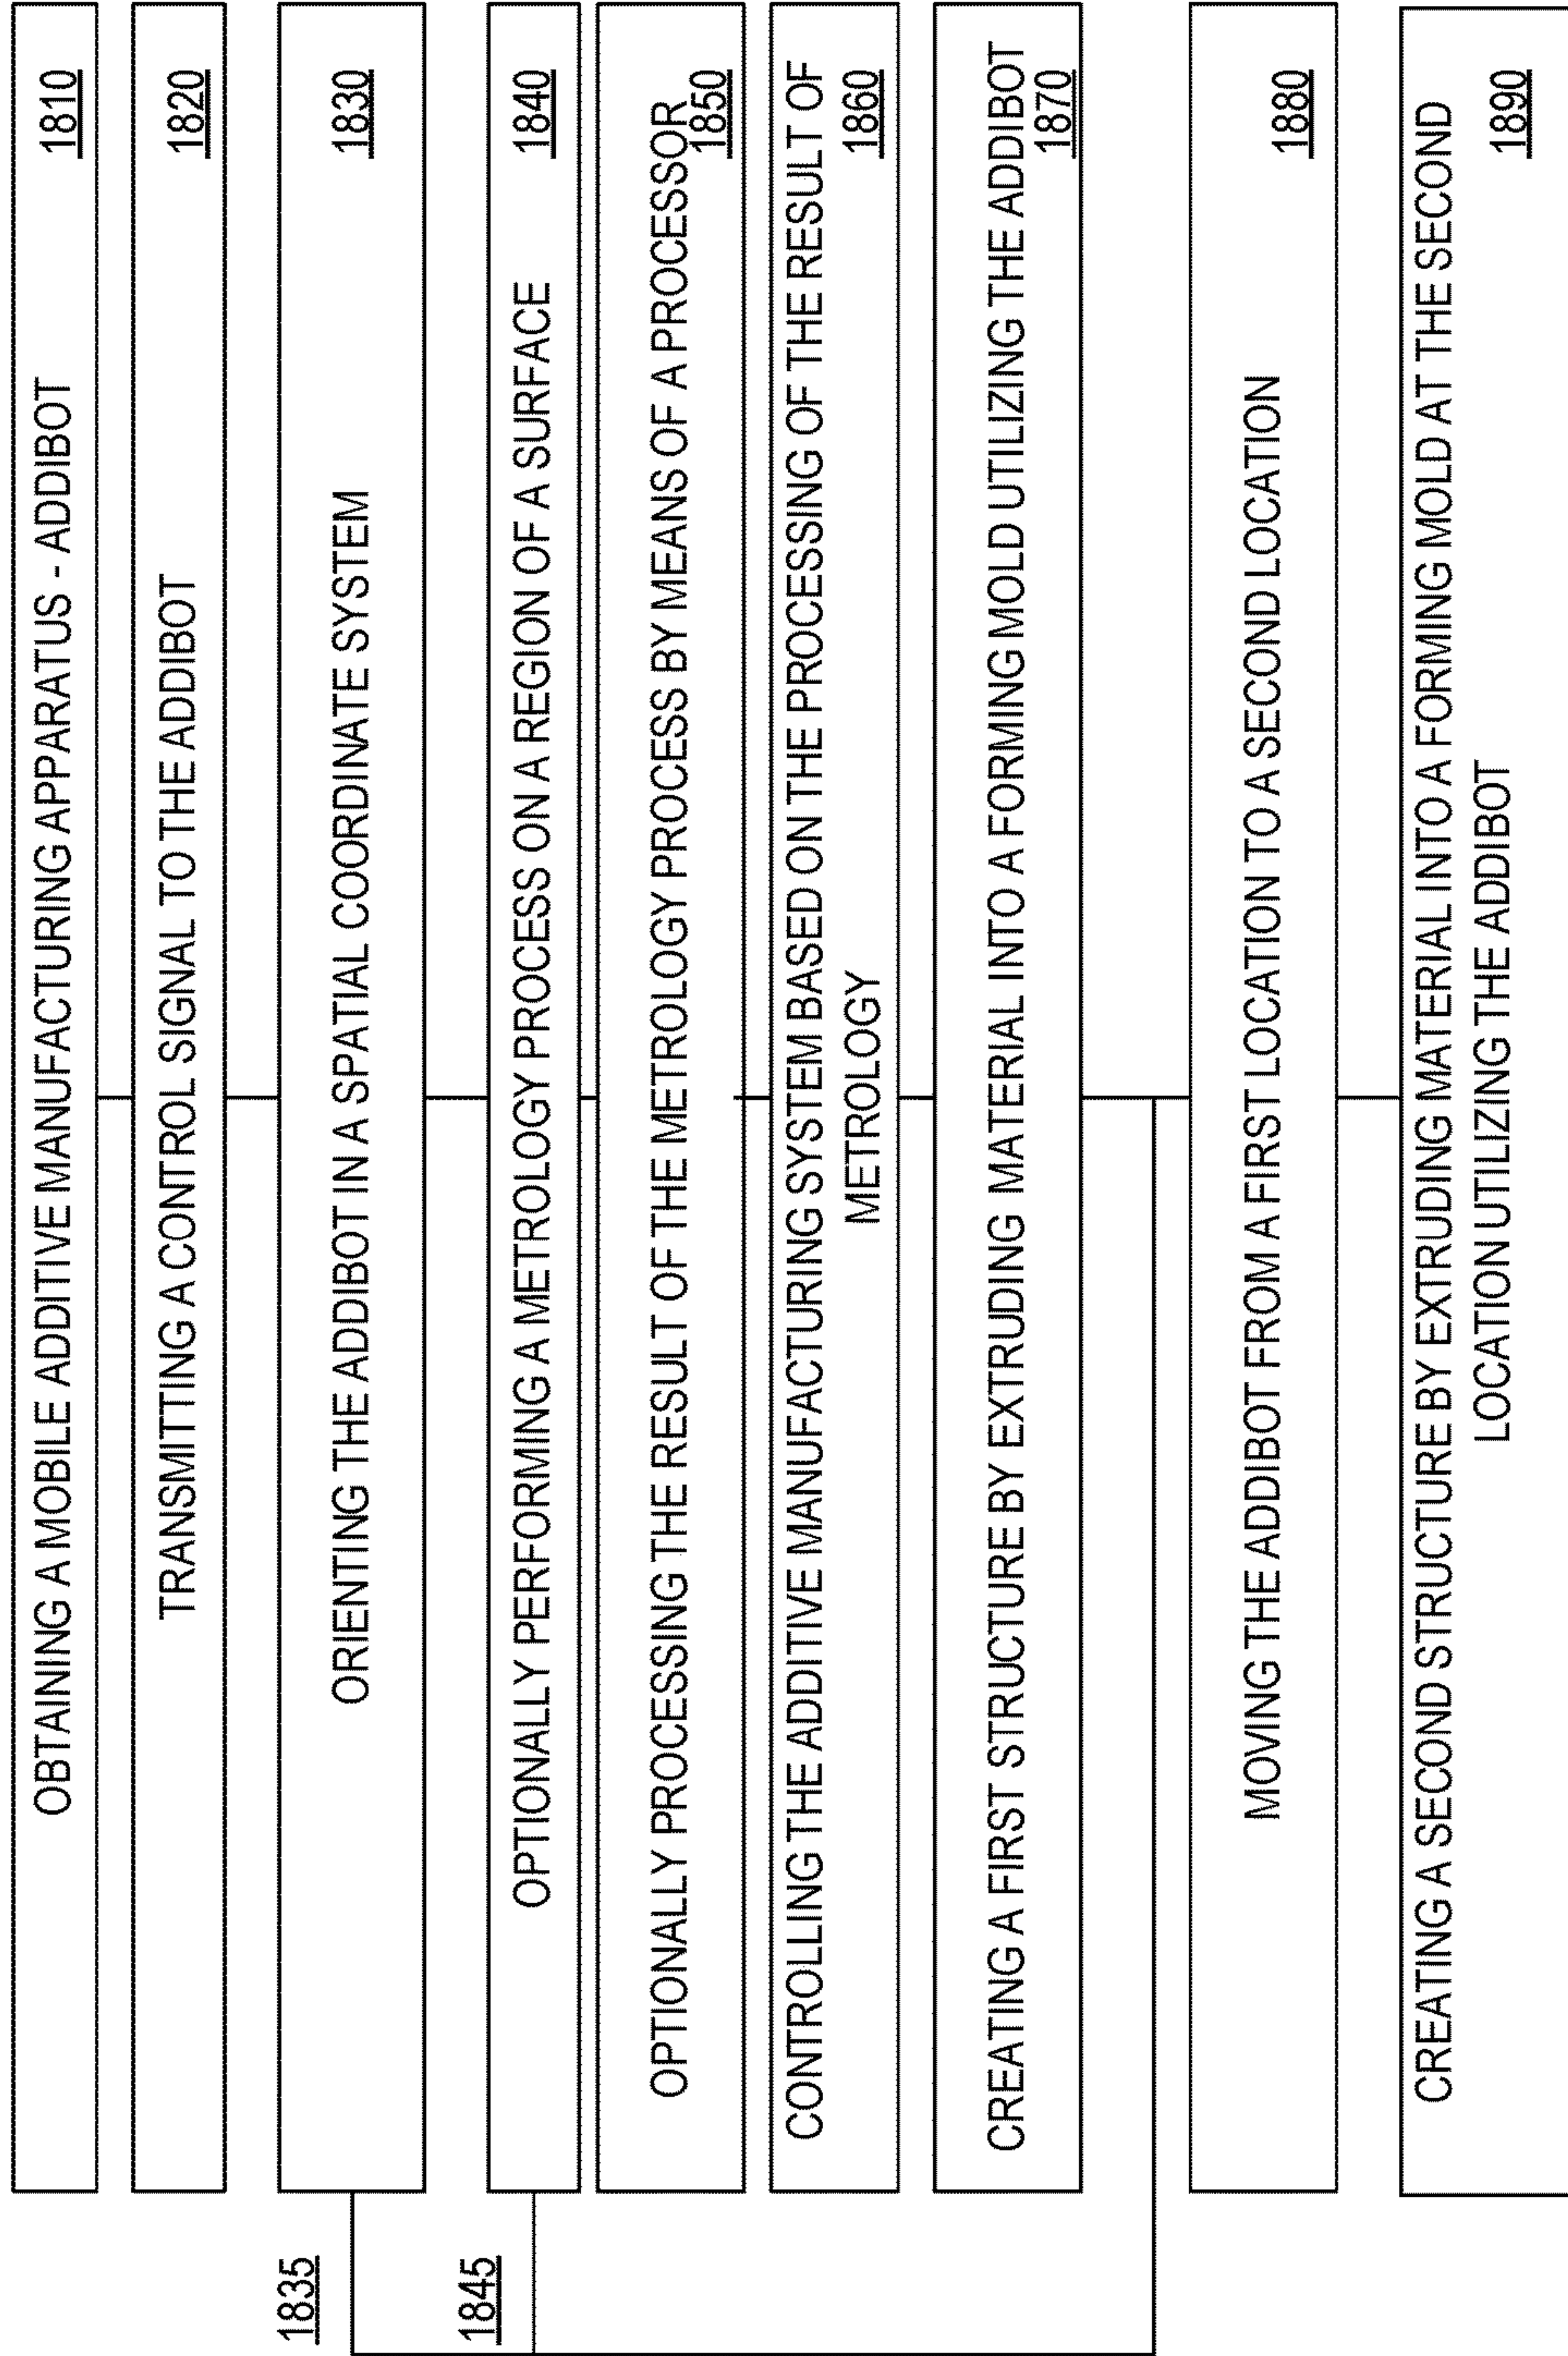 OBTAINING A MOBILE ADDITIVE MANUFACTURING APPARATUS - ADDIBOT
1810
TRANSMITTING A CONTROL SIGNAL TO THE ADDIBOT
1820
ORIENTING THE ADDIBOT IN A SPATIAL COORDINATE SYSTEM
1830
1835
OPTIONALLY PERFORMING A METROLOGY PROCESS ON A REGION OF A SURFACE
1840
1845
OPTIONALLY PROCESSING THE RESULT OF THE METROLOGY PROCESS BY MEANS OF A PROCESSOR
1850
CONTROLLING THE ADDITIVE MANUFACTURING SYSTEM BASED ON THE PROCESSING OF THE RESULT OF
METROLOGY
1860
CREATING A FIRST STRUCTURE BY EXTRUDING MATERIAL INTO A FORMING MOLD UTILIZING THE ADDIBOT
1870
MOVING THE ADDIBOT FROM A FIRST LOCATION TO A SECOND LOCATION
1880
CREATING A SECOND STRUCTURE BY EXTRUDING MATERIAL INTO A FORMING MOLD AT THE SECOND
LOCATION UTILIZING THE ADDIBOT
1890